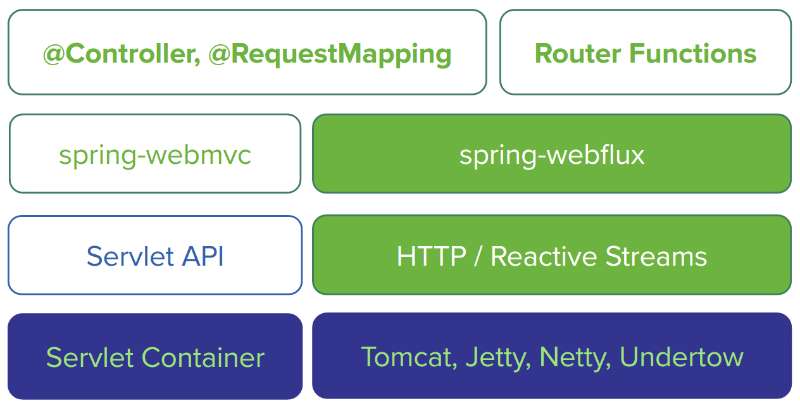 @Controller, @RequestMapping
Router Functions
spring-webmvc
spring-webflux
Servlet API
HTTP / Reactive Streams
Servlet Container
Tomcat, Jetty, Netty, Undertow